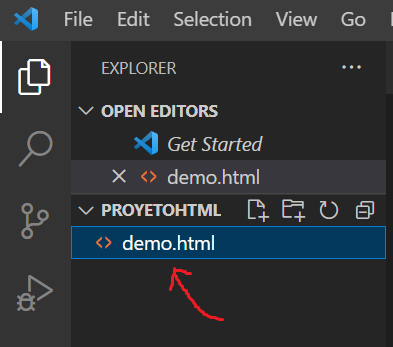 File Edit Selection View Go
EXPLORER
OPEN EDITORS
Get Started
demo.html
PROYETOHTML
demo.html